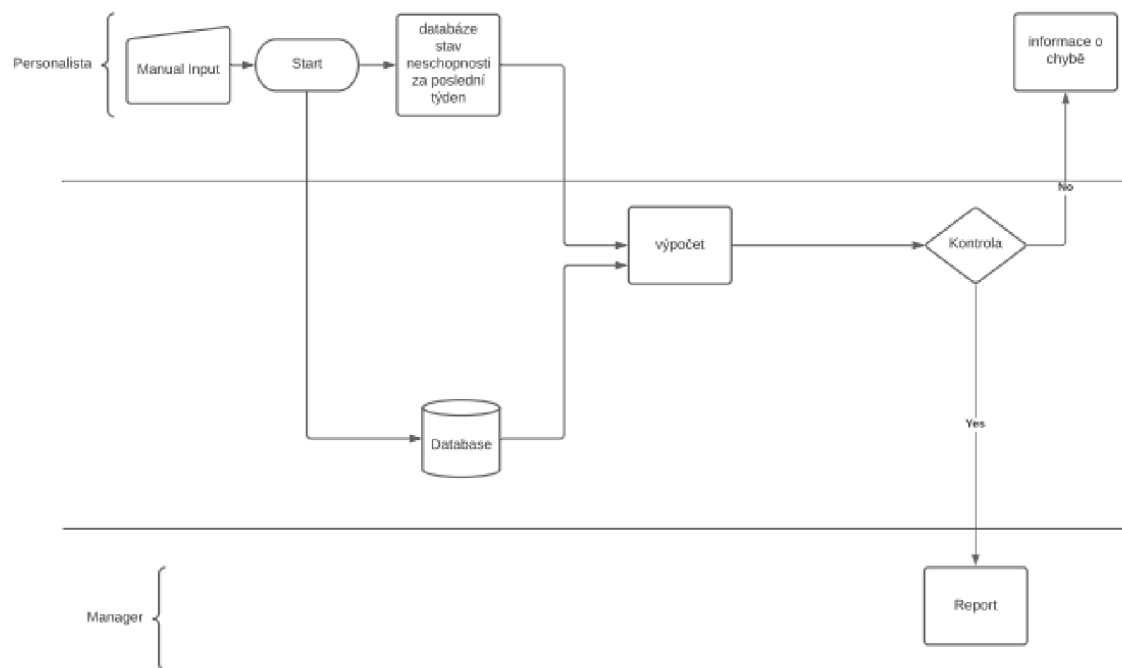 Personalista
Manual Input
Start
databáze
stav
neschopnosti
za poslední
týden
informace o
chybě
No
výpočet
Kontrola
Database
Yes
Manager
Report